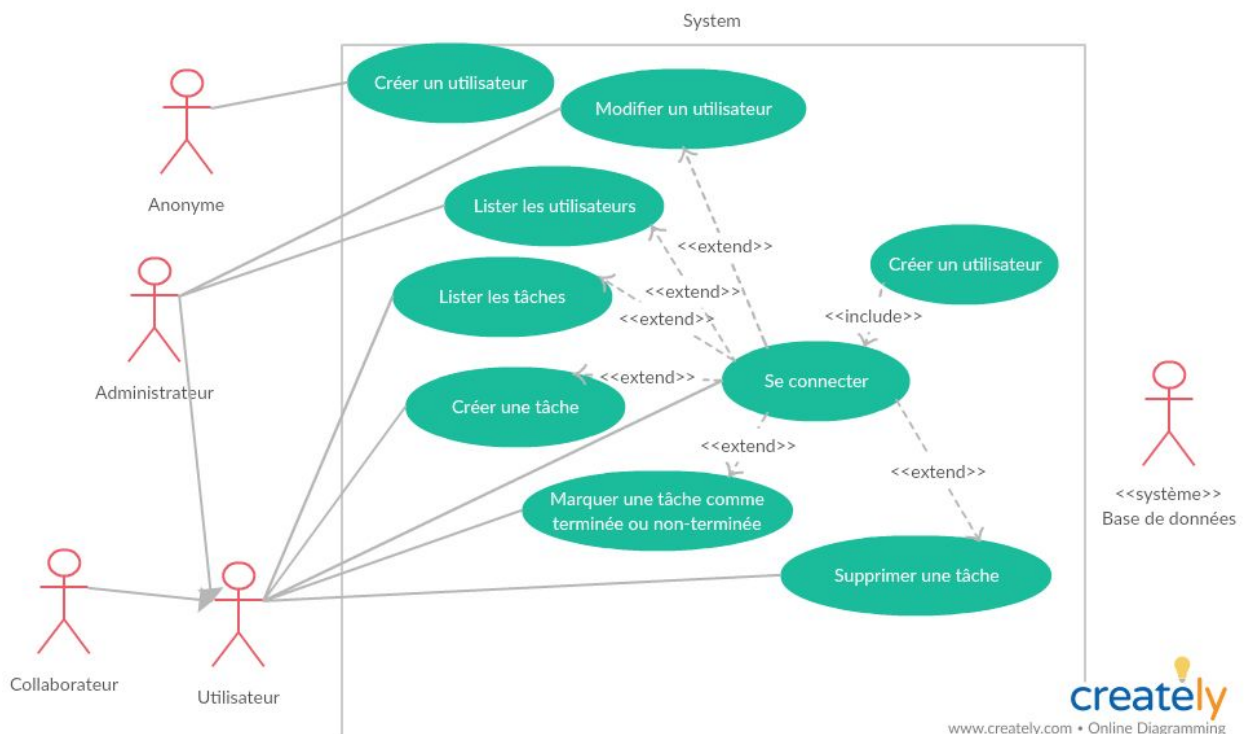 System
Créer un utilisateur
Modifier un utilisateur
Anonyme
Lister les utilisateurs
<<extend>>
Créer un utilisateur
Lister les tâches
<<extend>>
<<extend>>
<<include>>
Administrateur
Se connecter
<<extend>>
Créer une tâche
<<extend>>
<<extend>>
<<système>>
Base de données
Marquer une tâche comme
terminée ou non-terminée
Supprimer une tâche
Collaborateur
Utilisateur
creately
www.creately.com • Online Diagramming